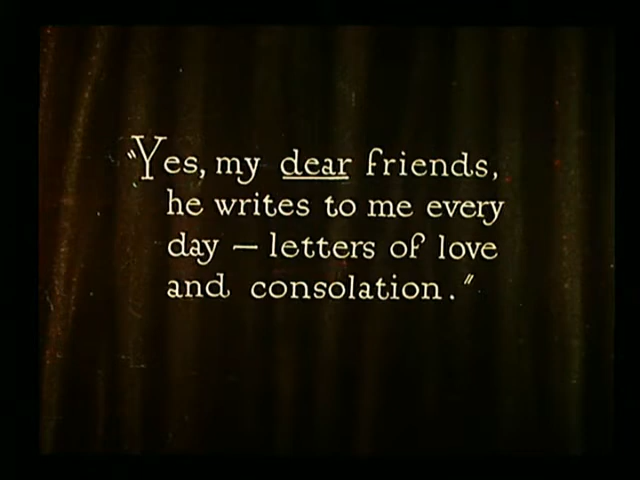 "Yes, my dear friends,
he writes to me every
day — letters of love
and consolation."